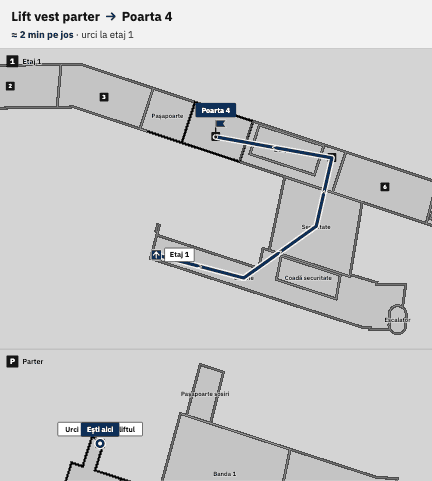 Lift vest parter → Poarta 4
≈ 2 min pe jos · urci la etaj 1
1 Etaj 1
2
3
Pașapoarte
Poarta 4
6
Securitate
Etaj 1
Coadă securitate
Escalator
P Parter
Pașapoarte sosiri
Urci
Ești aici
liftul
Banda 1